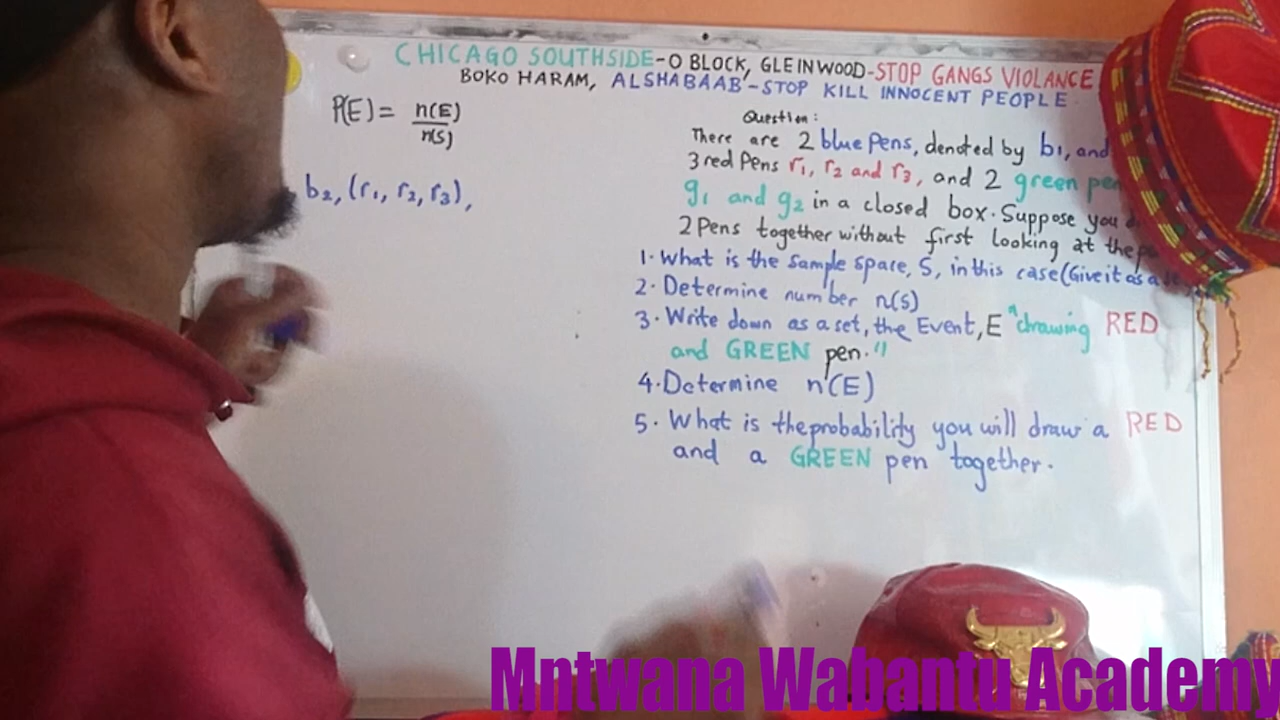 CHICAGO SOUTHSIDE-O BLOCK, GLEINWOOD-STOP GANGS VIOLANCE
BOKO HARAM, ALSHABAAB-STOP KILL INNOCENT PEOPLE
P(E) = n(E)
n(S)
b2, (r1, r2, r3),
Question:
There are 2 blue Pens, denoted by b1, and
3 red Pens r1, r2 and r3, and 2 green
g1 and g2 in a closed box. Suppose you
2 Pens together without first looking at the
1. What is the sample space, S, in this case (Give it as a
2. Determine number n(s)
3. Write down as a set, the Event, E "drawing RED
and GREEN pen."
4. Determine n(E)
5. What is the probability you will draw a RED
and a GREEN pen together.
Mntwana Wabantu Academy